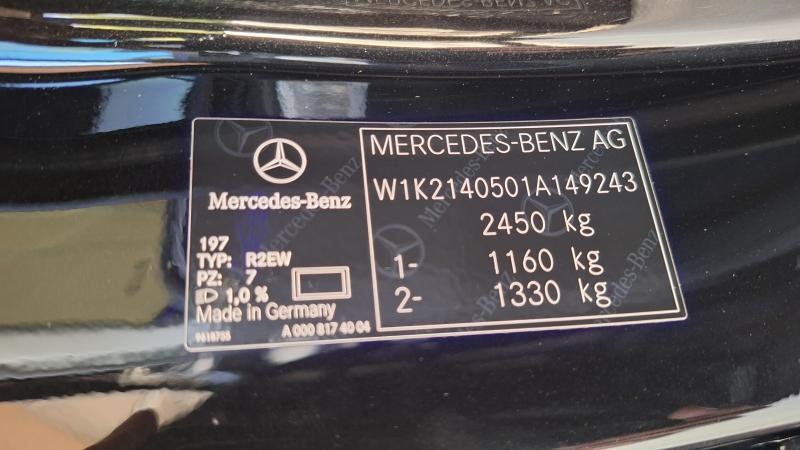 Mercedes-Benz
197
TYP: R2EW
PZ: 7
1,0 %
Made in Germany
9618755
A 000 817 40 04
MERCEDES-BENZ AG
W1K2140501A149243
2450 kg
1- 1160 kg
2- 1330 kg